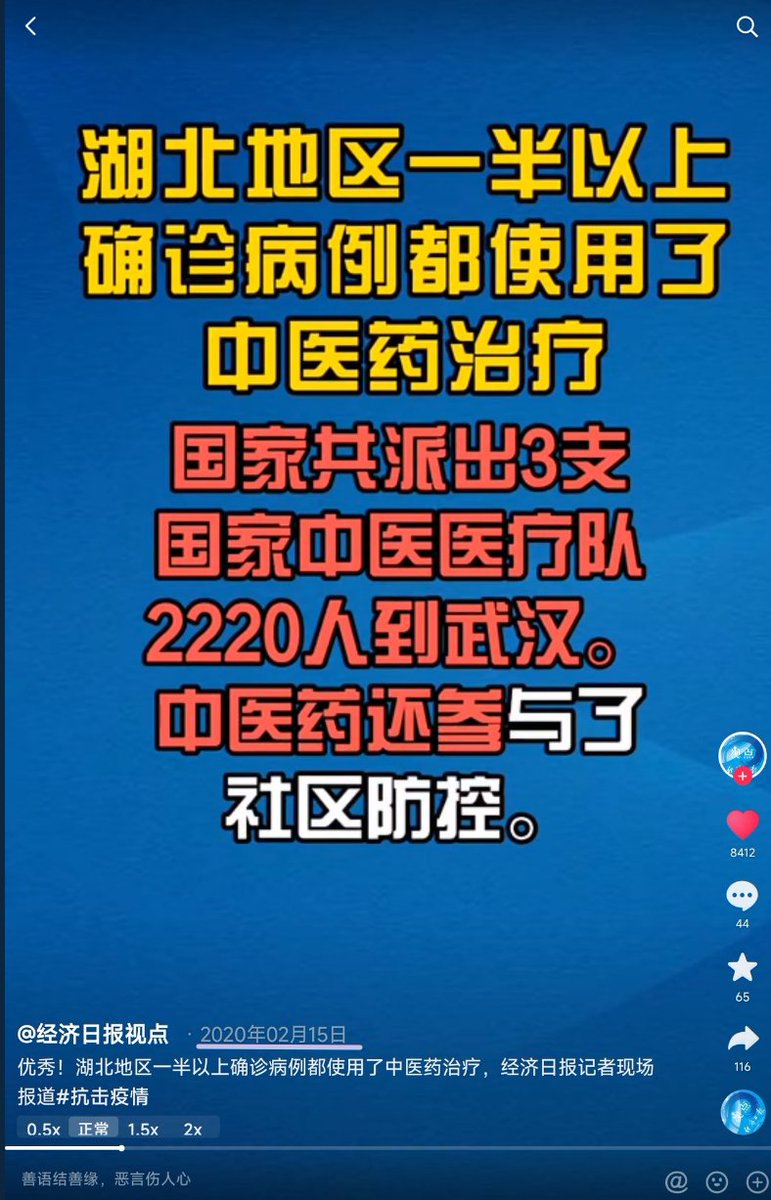 湖北地区一半以上
确诊病例都使用了
中医药治疗
国家共派出3支
国家中医医疗队
2220人到武汉。
中医药还参与了
社区防控。
8412
44
65
116
@经济日报视点 · 2020年02月15日
优秀！湖北地区一半以上确诊病例都使用了中医药治疗，经济日报记者现场
报道#抗击疫情
0.5x 正常 1.5x 2x
善语结善缘，恶言伤人心